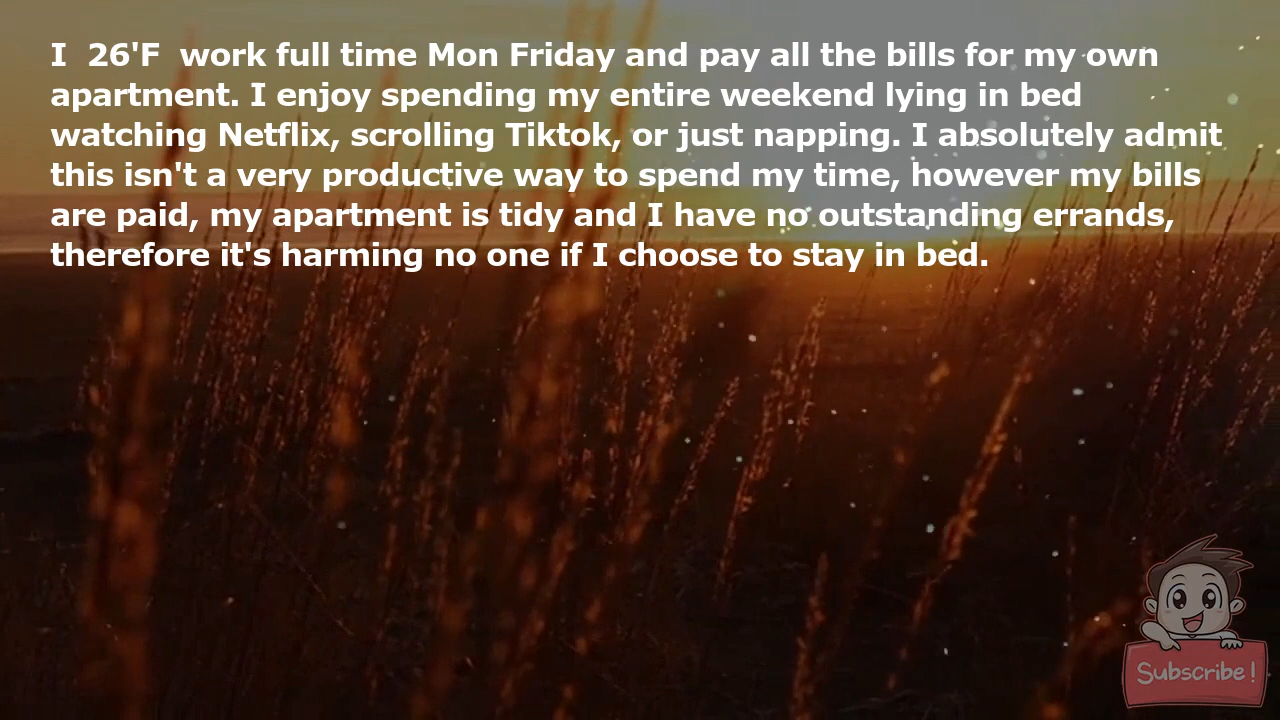 I  26'F  work full time Mon Friday and pay all the bills for my own
apartment. I enjoy spending my entire weekend lying in bed
watching Netflix, scrolling Tiktok, or just napping. I absolutely admit
this isn't a very productive way to spend my time, however my bills
are paid, my apartment is tidy and I have no outstanding errands,
therefore it's harming no one if I choose to stay in bed.
Subscribe!